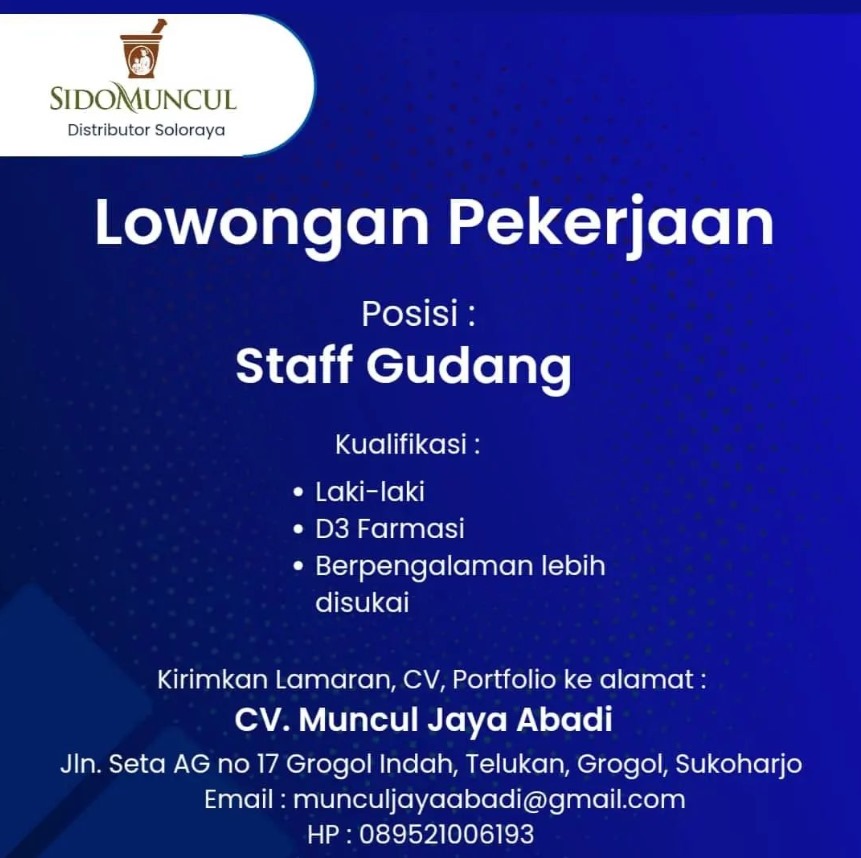 SIDOMUNCUL
Distributor Soloraya
Lowongan Pekerjaan
Posisi :
Staff Gudang
Kualifikasi :
• Laki-laki
• D3 Farmasi
• Berpengalaman lebih
disukai
Kirimkan Lamaran, CV, Portfolio ke alamat :
CV. Muncul Jaya Abadi
Jln. Seta AG no 17 Grogol Indah, Telukan, Grogol, Sukoharjo
Email : munculjayaabadi@gmail.com
HP : 089521006193